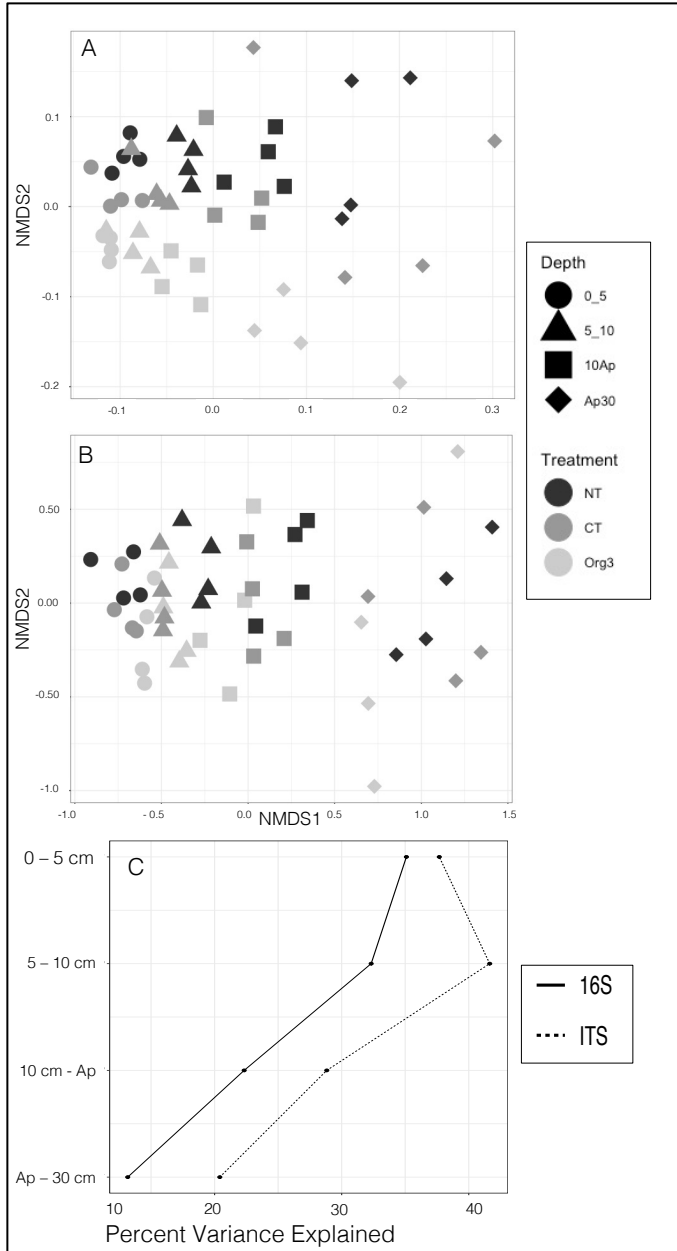 A
0.1
0.0
-0.1
-0.2
NMDS2
-0.1
0.0
0.1
0.2
0.3
B
0.50
0.00
-0.50
-1.0
NMDS2
-1.0
-0.5
0.0
0.5
1.0
1.5
NMDS1
Depth
0_5
5_10
10Ap
Ap30
Treatment
NT
CT
Org3
C
0 – 5 cm
5 – 10 cm
10 cm - Ap
Ap – 30 cm
10
20
30
40
Percent Variance Explained
16S
ITS